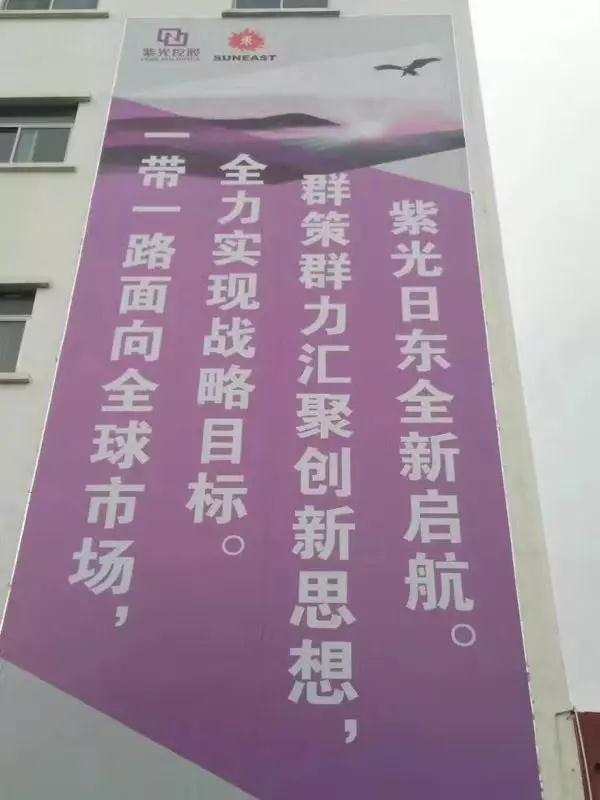 紫光控股
SUNEAST
一带一路面向全球市场，
全力实现战略目标。
群策群力汇聚创新思想，
紫光日东全新启航。